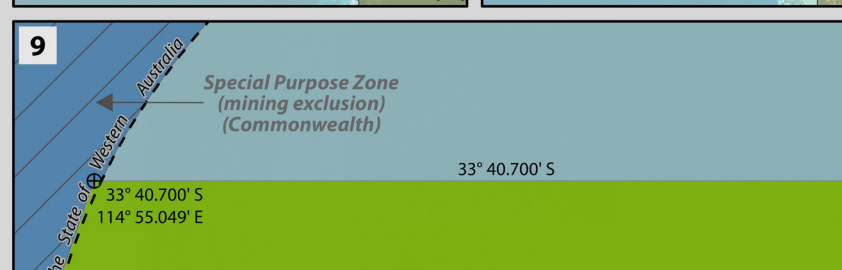 9
Special Purpose Zone
(mining exclusion)
(Commonwealth)
he State of Western Australia
33° 40.700' S
33° 40.700' S
114° 55.049' E